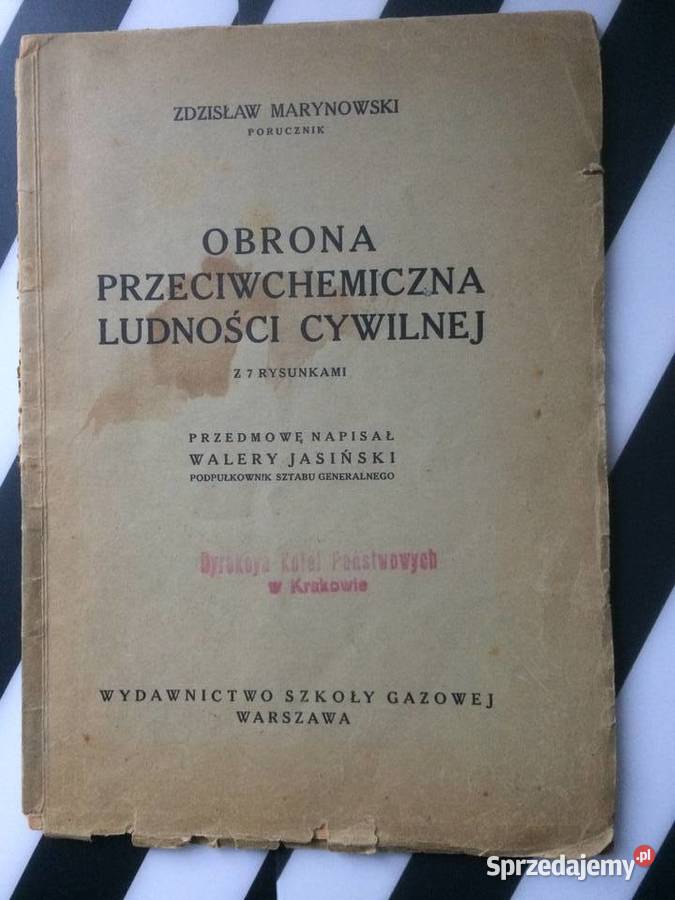 ZDZISŁAW MARYNOWSKI
PORUCZNIK
OBRONA
PRZECIWCHEMICZNA
LUDNOŚCI CYWILNEJ
Z 7 RYSUNKAMI
PRZEDMOWĘ NAPISAŁ
WALERY JASIŃSKI
PODPUŁKOWNIK SZTABU GENERALNEGO
Dyrekcya Kolei Państwowych
w Krakowie
WYDAWNICTWO SZKOŁY GAZOWEJ
WARSZAWA
Sprzedajemy.pl